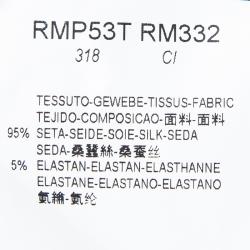 RMP53T RM332
318 CI
TESSUTO-GEWEBE-TISSUS-FABRIC
TEJIDO-COMPOSICAO-面料-面料
95% SETA-SEIDE-SOIE-SILK-SEDA
SEDA-桑蠶絲-桑蚕丝
5% ELASTAN-ELASTAN-ELASTHANNE
ELASTANE-ELASTANO-ELASTANO
氨綸-氨纶